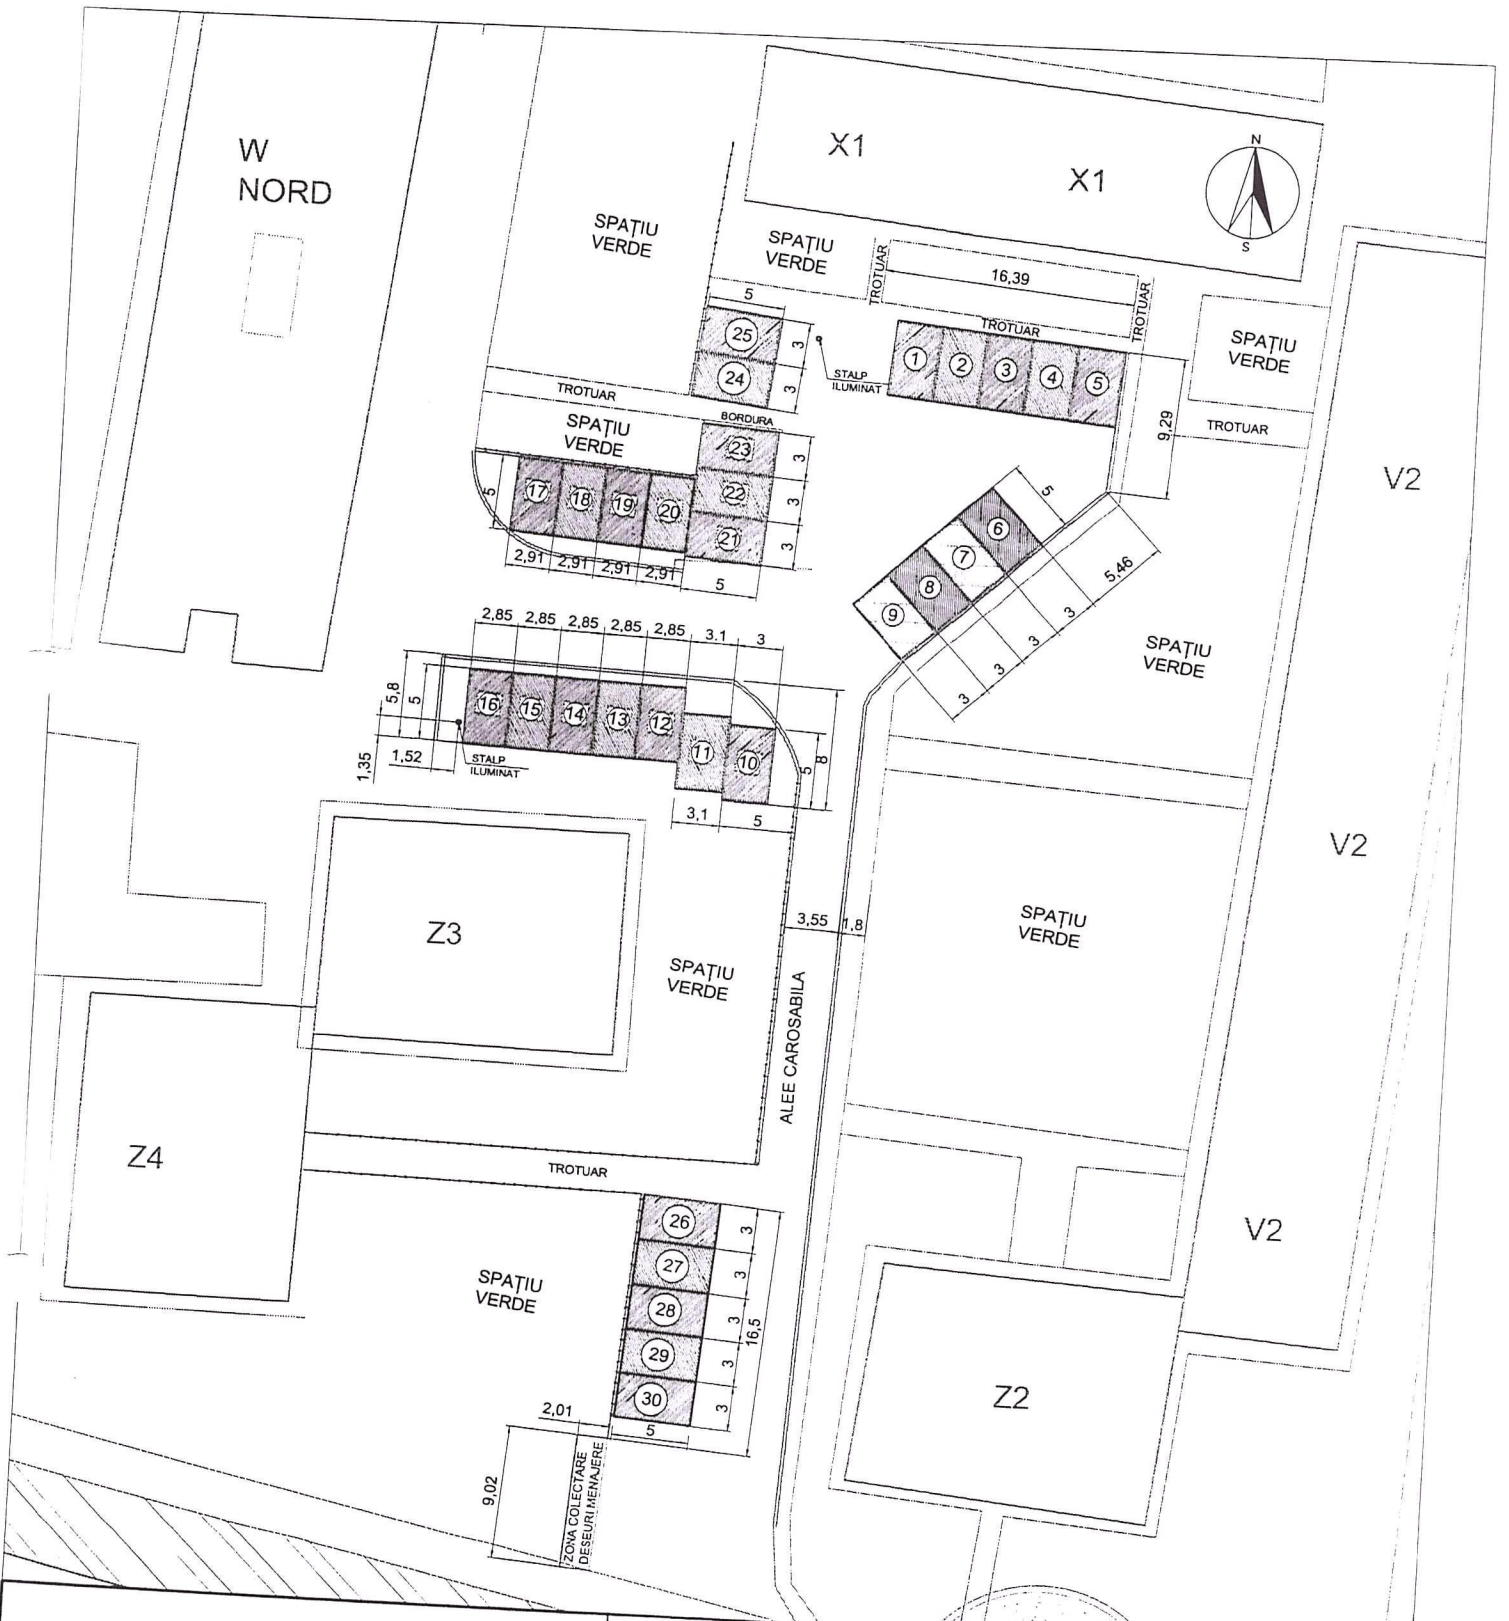 W
NORD
X1
X1
N
S
SPAȚIU
VERDE
SPAȚIU
VERDE
TROTUAR
16,39
TROTUAR
TROTUAR
SPAȚIU
VERDE
TROTUAR
5
25
3
24
3
STALP
ILUMINAT
1
2
3
4
5
9,29
TROTUAR
BORDURA
SPAȚIU
VERDE
23
3
22
3
21
3
5
17
18
19
20
2,91
2,91
2,91
2,91
5
V2
5
6
7
8
9
5,46
3
3
3
3
SPAȚIU
VERDE
2,85
2,85
2,85
2,85
2,85
3.1
3
5,8
5
16
15
14
13
12
11
10
5
8
1,35
1,52
STALP
ILUMINAT
3,1
5
V2
Z3
SPAȚIU
VERDE
3,55
1,8
SPAȚIU
VERDE
ALEE CAROSABILA
Z4
TROTUAR
V2
26
3
27
3
28
3
29
3
30
3
16,5
5
SPAȚIU
VERDE
2,01
9,02
ZONA COLECTARE
DESEURI MENAJERE
Z2